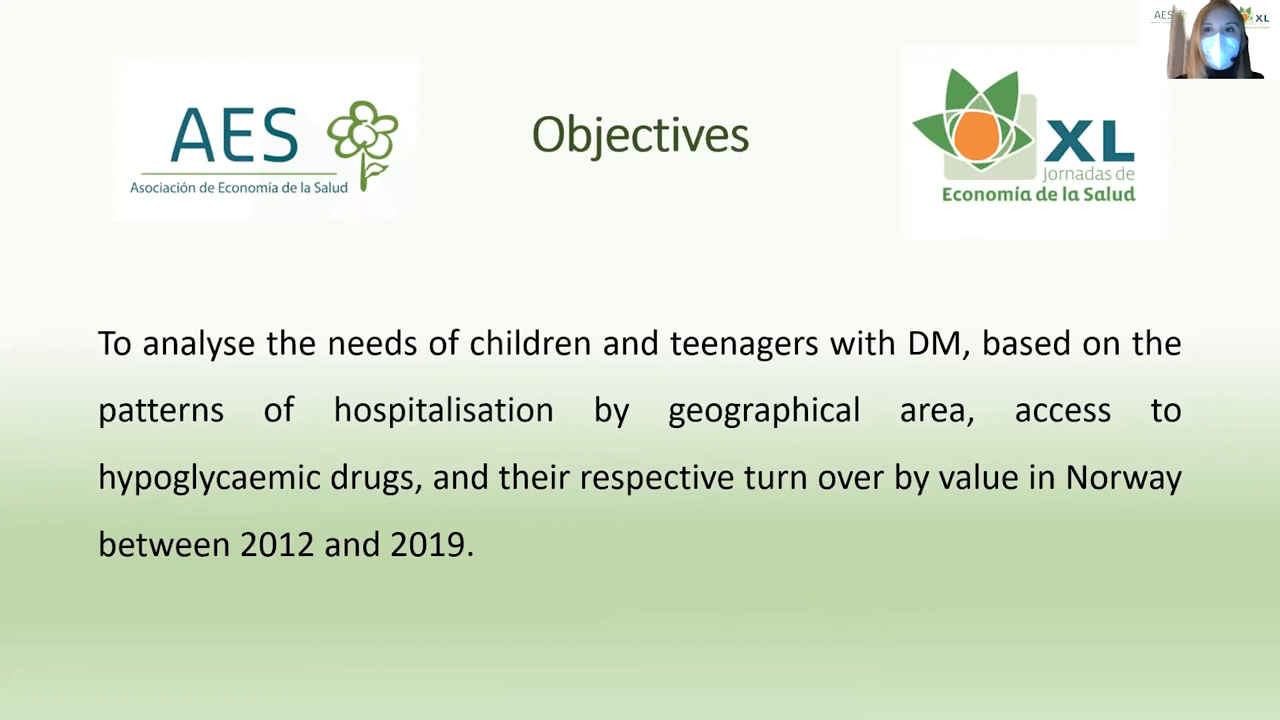 AES
Asociación de Economía de la Salud
Objectives
XL
Jornadas de
Economía de la Salud
AES
XL
To analyse the needs of children and teenagers with DM, based on the
patterns of hospitalisation by geographical area, access to
hypoglycaemic drugs, and their respective turn over by value in Norway
between 2012 and 2019.